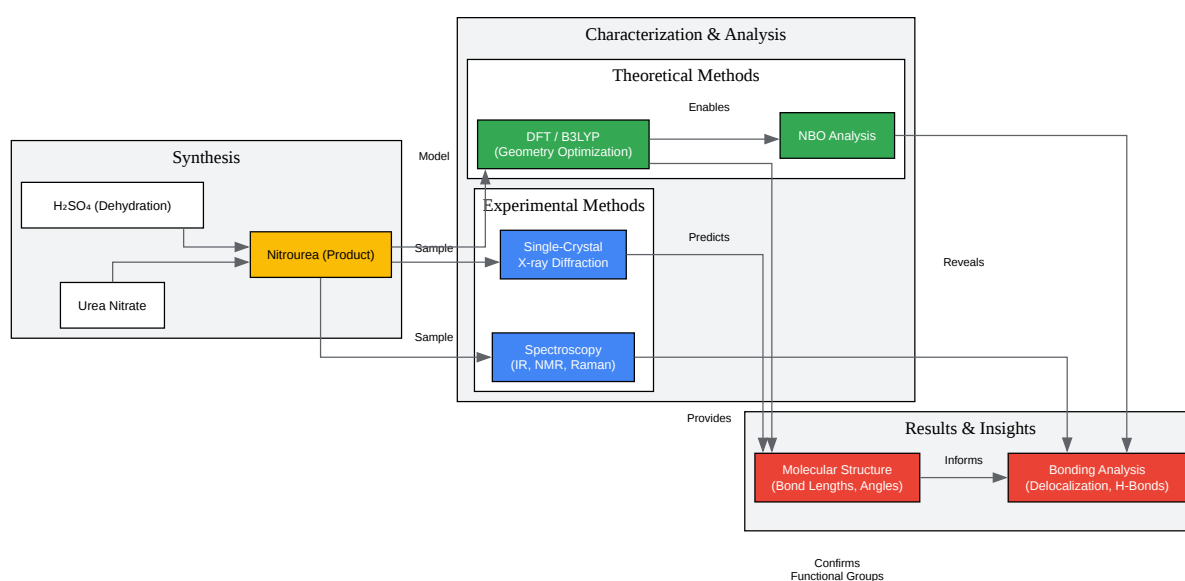 Characterization & Analysis
Theoretical Methods
Enables
DFT / B3LYP
(Geometry Optimization)
NBO Analysis
Synthesis
Model
H₂SO₄ (Dehydration)
Experimental Methods
Nitrourea (Product)
Sample
Single-Crystal
X-ray Diffraction
Predicts
Reveals
Urea Nitrate
Sample
Spectroscopy
(IR, NMR, Raman)
Provides
Results & Insights
Molecular Structure
(Bond Lengths, Angles)
Informs
Bonding Analysis
(Delocalization, H-Bonds)
Confirms
Functional Groups